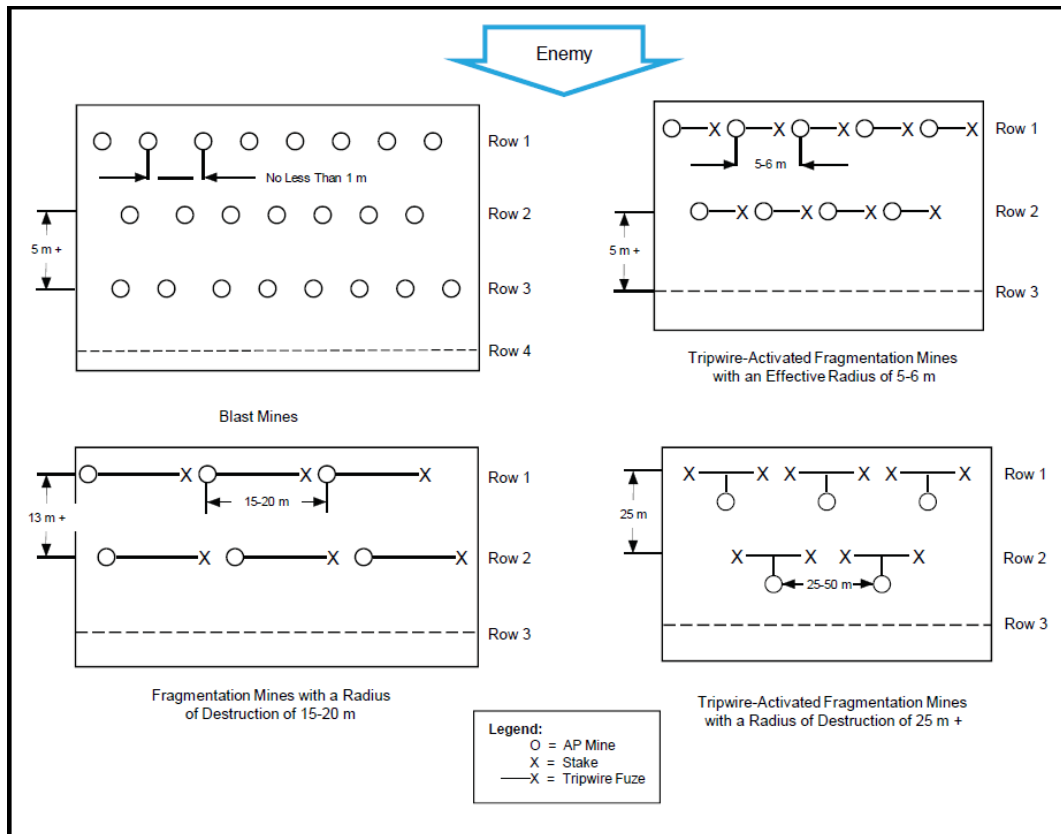 Enemy
Row 1
No Less Than 1 m
Row 2
5 m +
Row 3
Row 4
Blast Mines
Row 1
5-6 m
Row 2
5 m +
Row 3
Tripwire-Activated Fragmentation Mines
with an Effective Radius of 5-6 m
Row 1
15-20 m
13 m +
Row 2
Row 3
Fragmentation Mines with a Radius
of Destruction of 15-20 m
Row 1
25 m
Row 2
25-50 m
Row 3
Tripwire-Activated Fragmentation Mines
with a Radius of Destruction of 25 m +
Legend:
O = AP Mine
X = Stake
—X = Tripwire Fuze